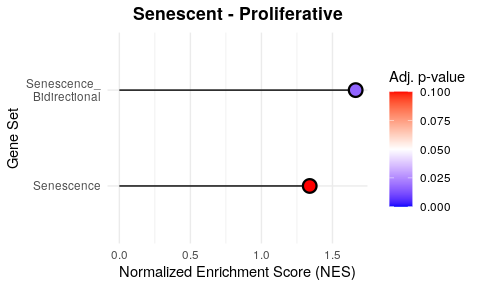 Senescent - Proliferative
Adj. p-value
Senescence_
Bidirectional
Senescence
Gene Set
0.100
0.075
0.050
0.025
0.000
0.0 0.5 1.0 1.5
Normalized Enrichment Score (NES)